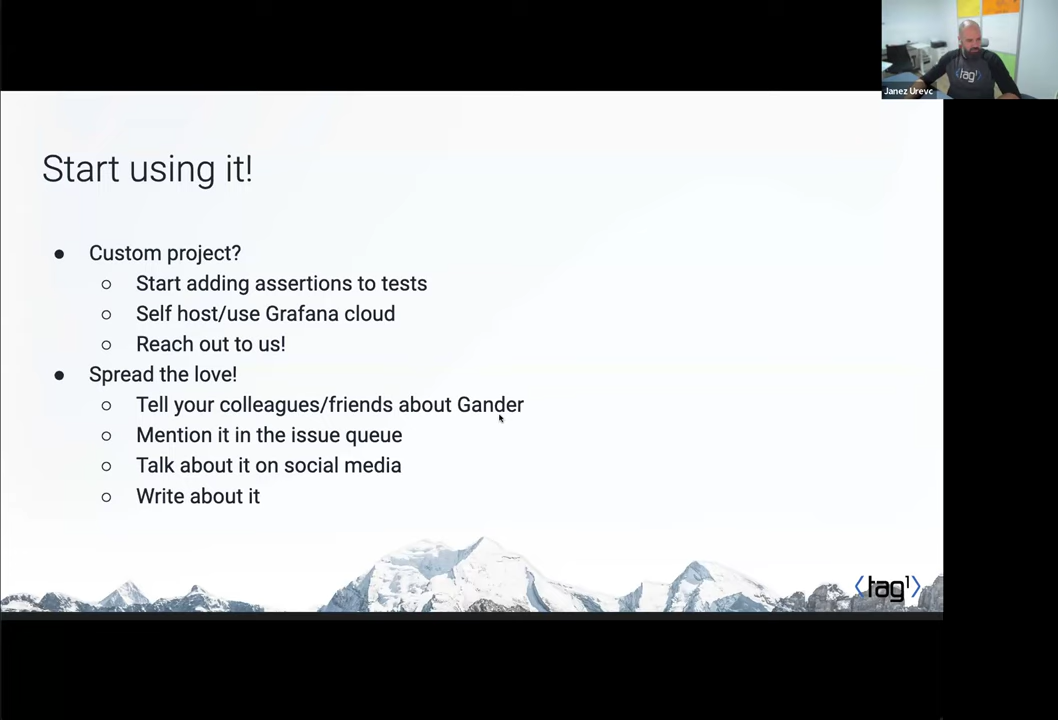 <tag1>
Janez Urevc
Start using it!
● Custom project?
○ Start adding assertions to tests
○ Self host/use Grafana cloud
○ Reach out to us!
● Spread the love!
○ Tell your colleagues/friends about Gander
○ Mention it in the issue queue
○ Talk about it on social media
○ Write about it
<tag1>